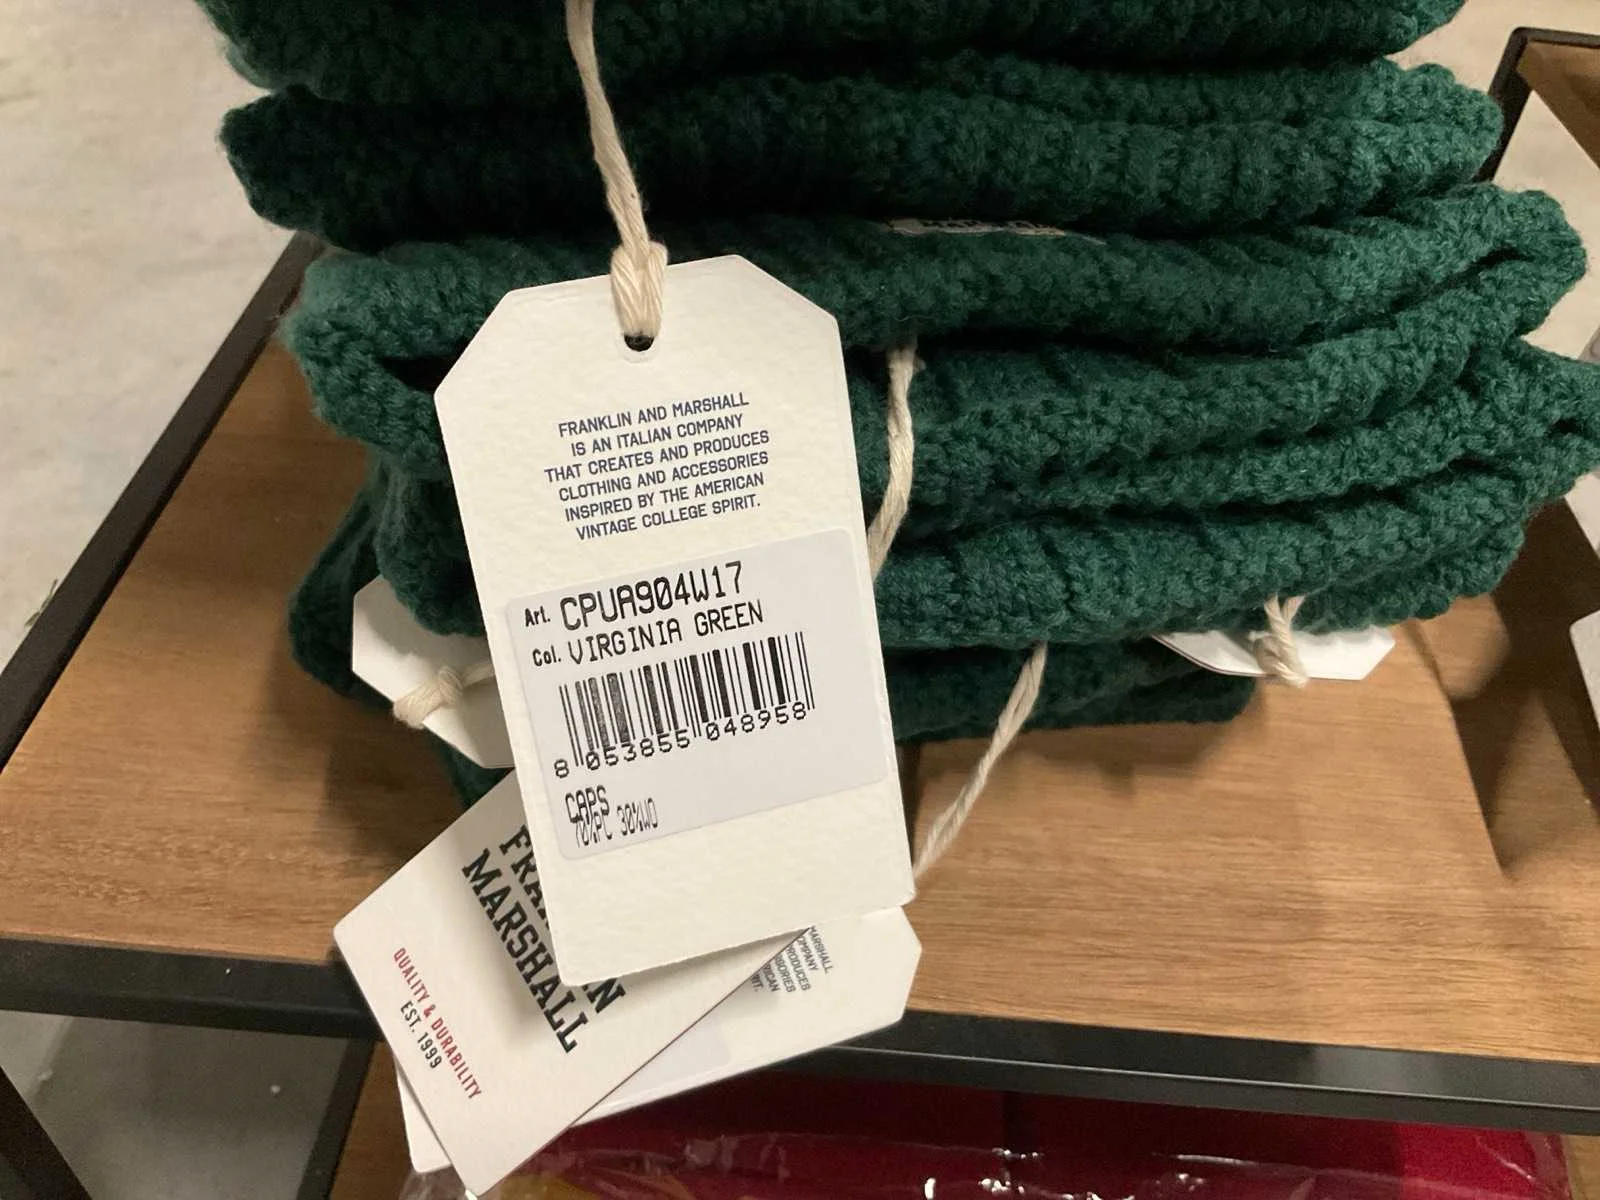 FRANKLIN AND MARSHALL
IS AN ITALIAN COMPANY
THAT CREATES AND PRODUCES
CLOTHING AND ACCESSORIES
INSPIRED BY THE AMERICAN
VINTAGE COLLEGE SPIRIT.
Art. CPUA904W17
Col. VIRGINIA GREEN
8 053855 048958
CAPS
70%PC 30%WO
MARSHALL
QUALITY & DURABILITY
EST. 1999
MARSHALL